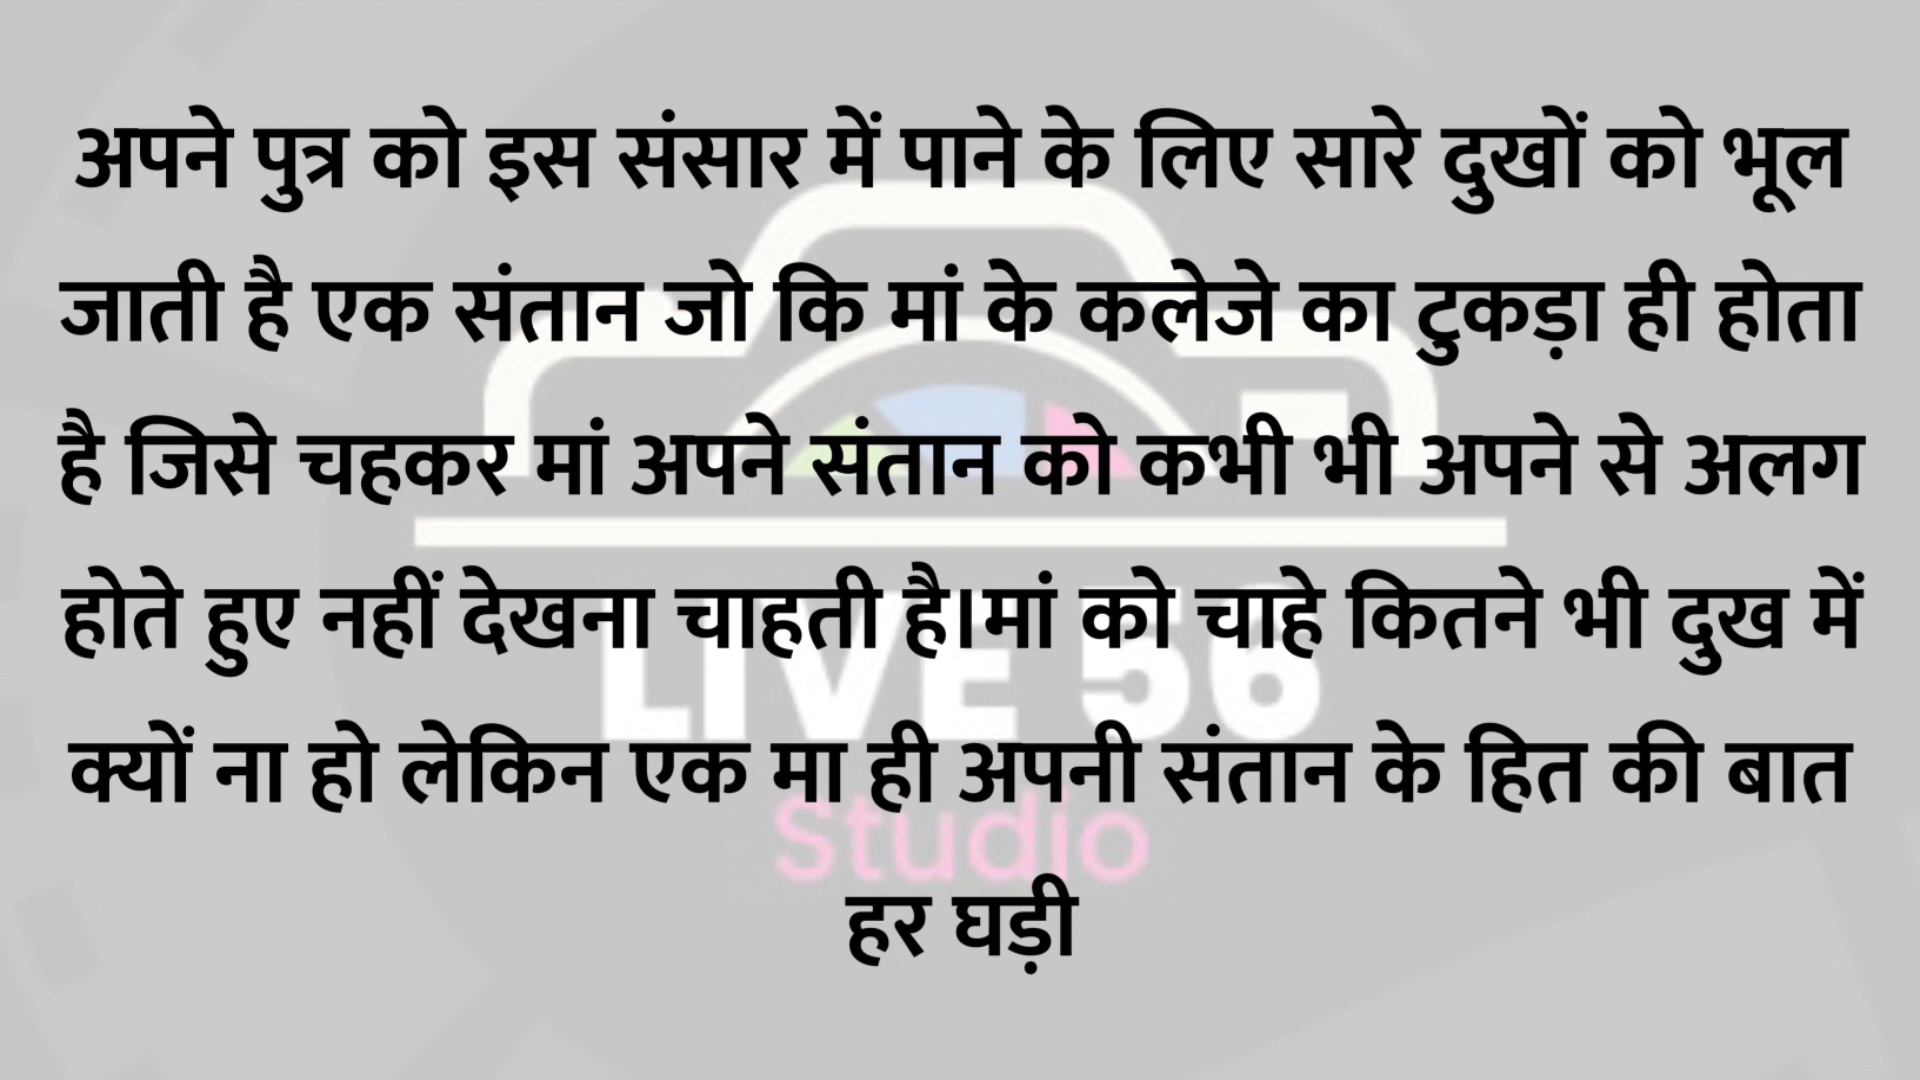 अपने पुत्र को इस संसार में पाने के लिए सारे दुखों को भूल
जाती है एक संतान जो कि मां के कलेजे का टुकड़ा ही होता
है जिसे चहकर मां अपने संतान को कभी भी अपने से अलग
होते हुए नहीं देखना चाहती है।मां को चाहे कितने भी दुख में
क्यों ना हो लेकिन एक मा ही अपनी संतान के हित की बात
हर घड़ी
LIVE 56
Studio